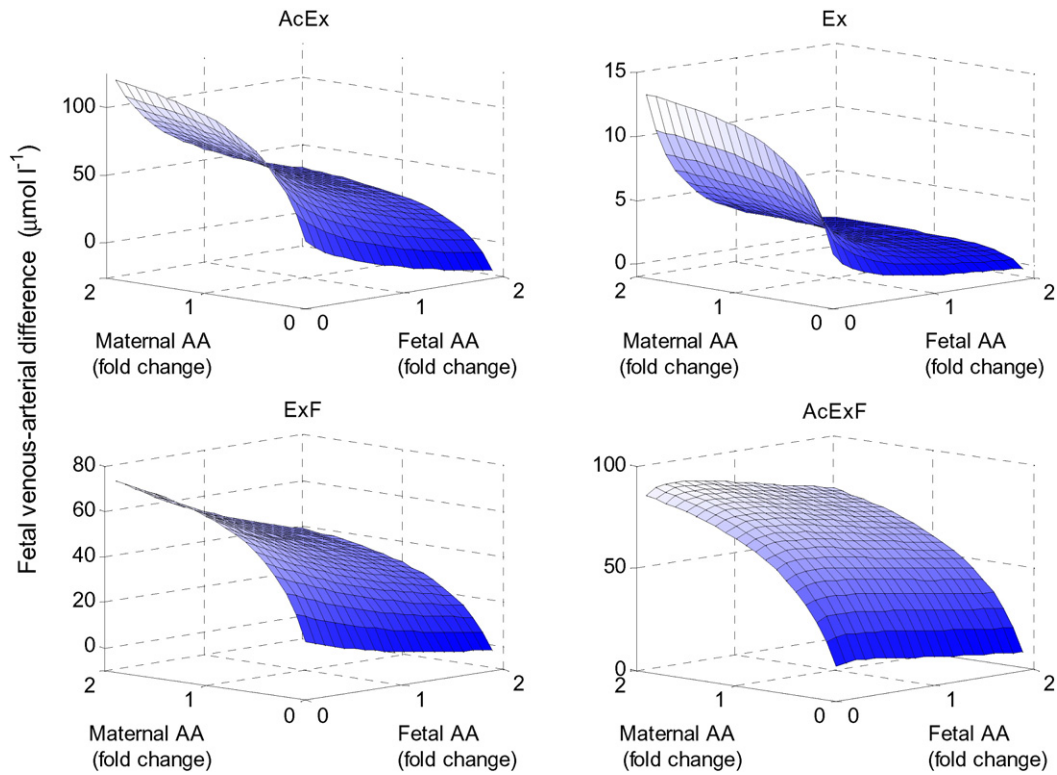 Fetal venous-arterial difference (µmol l⁻¹)
AcEx
100
50
0
2
1
0
0
1
2
Maternal AA
(fold change)
Fetal AA
(fold change)
Ex
15
10
5
0
2
1
0
0
1
2
Maternal AA
(fold change)
Fetal AA
(fold change)
ExF
80
60
40
20
0
2
1
0
0
1
2
Maternal AA
(fold change)
Fetal AA
(fold change)
AcExF
100
50
0
2
1
0
0
1
2
Maternal AA
(fold change)
Fetal AA
(fold change)